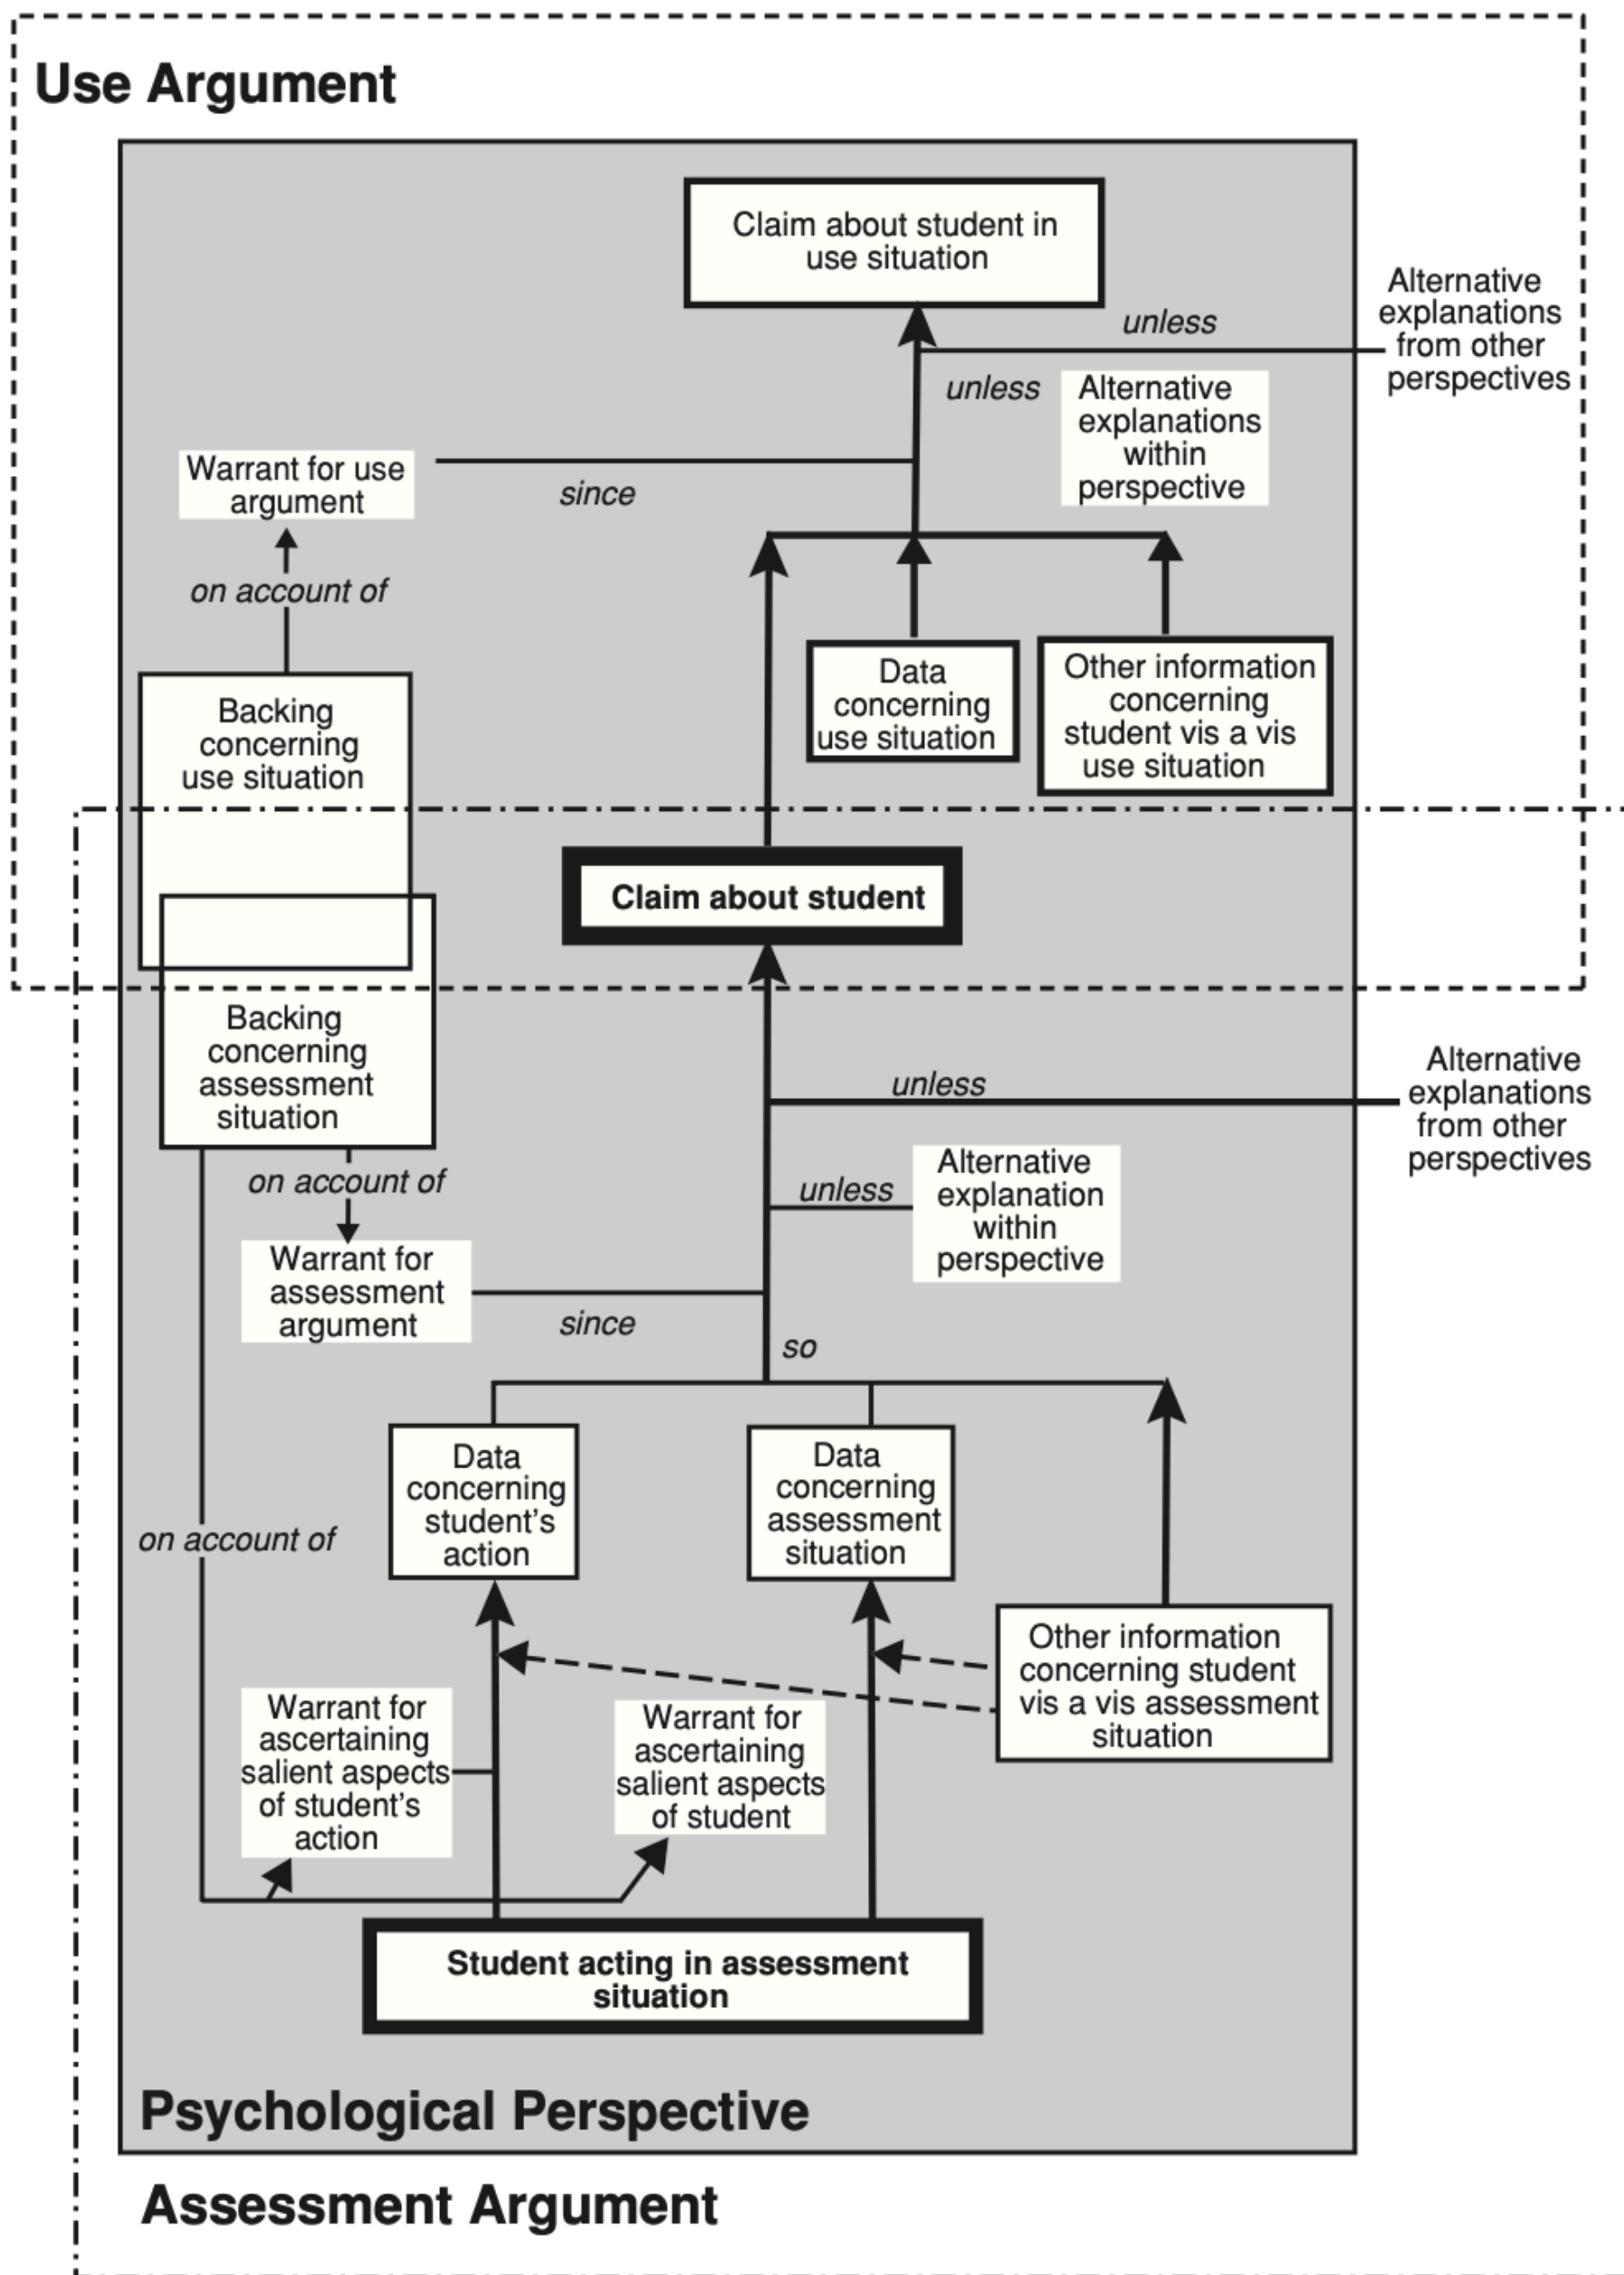 Use Argument
Claim about student in
use situation
unless
Alternative
explanations
from other
perspectives
unless
Alternative
explanations
within
perspective
Warrant for use
argument
since
on account of
Data
concerning
use situation
Other information
concerning
student vis a vis
use situation
Backing
concerning
use situation
Claim about student
Backing
concerning
assessment
situation
unless
Alternative
explanations
from other
perspectives
on account of
unless
Alternative
explanation
within
perspective
Warrant for
assessment
argument
since
so
Data
concerning
student’s
action
Data
concerning
assessment
situation
on account of
Other information
concerning student
vis a vis assessment
situation
Warrant for
ascertaining
salient aspects
of student’s
action
Warrant for
ascertaining
salient aspects
of student
Student acting in assessment
situation
Psychological Perspective
Assessment Argument